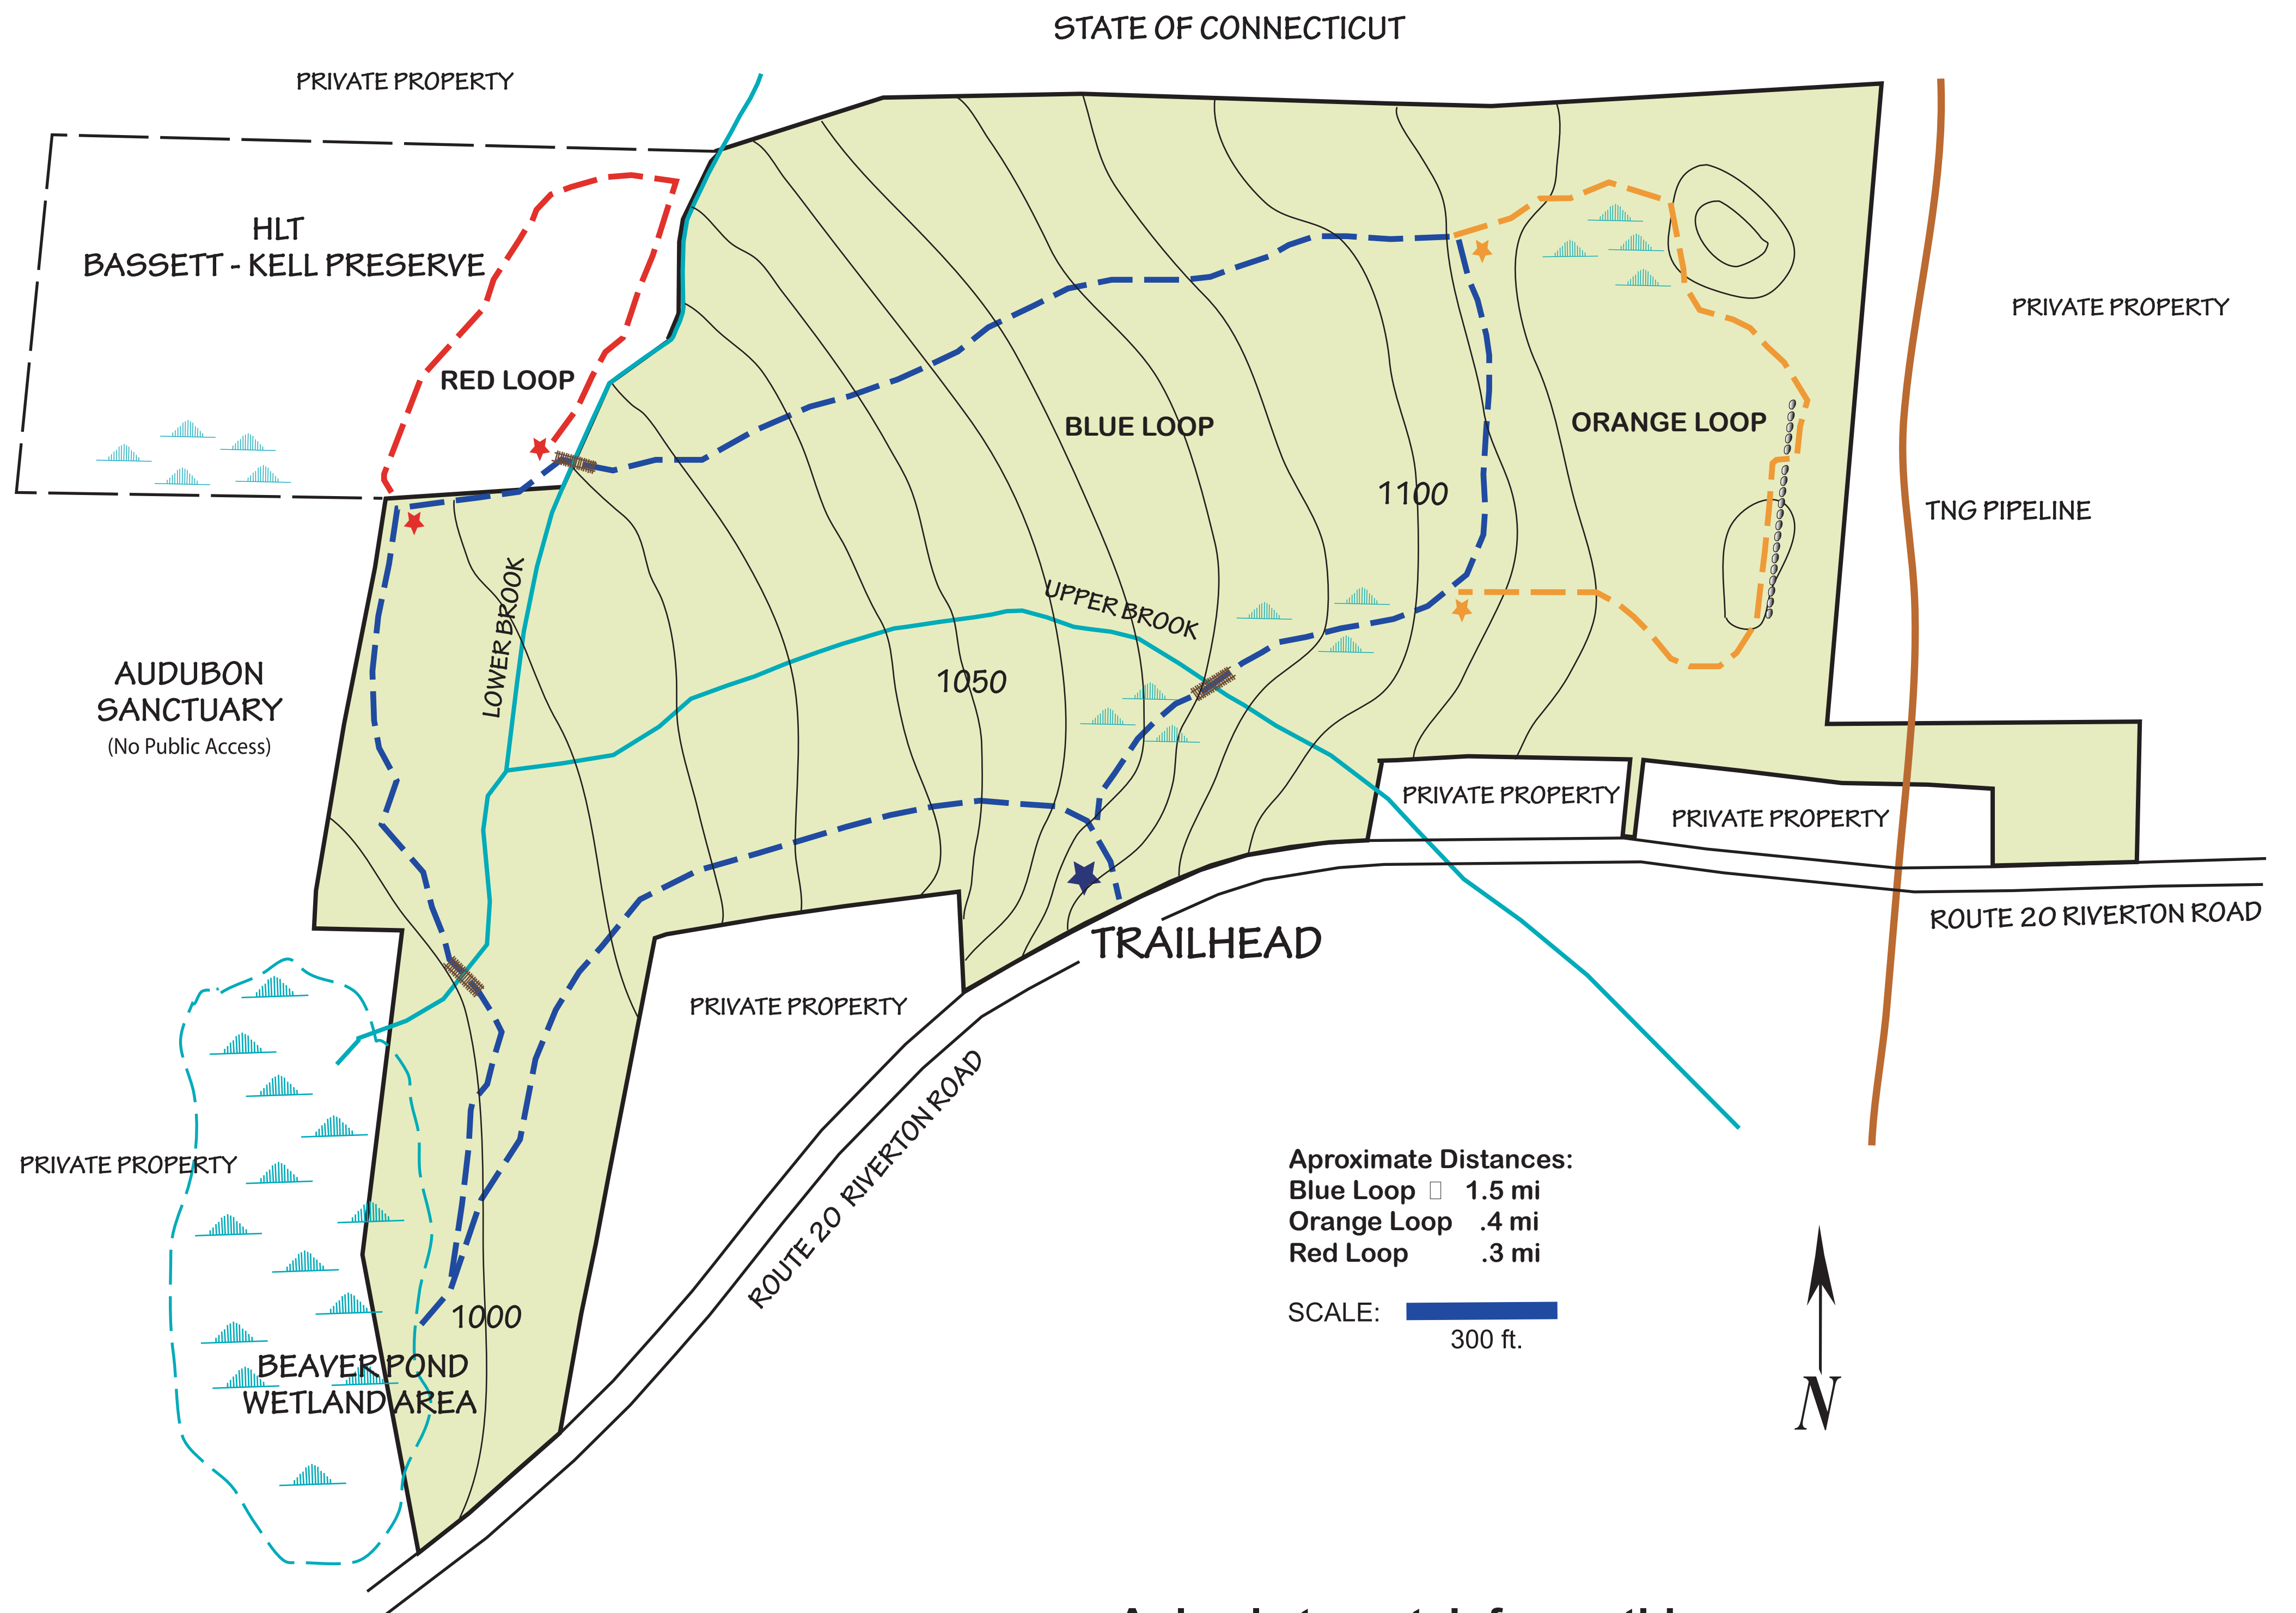 STATE OF CONNECTICUT
PRIVATE PROPERTY
HLT
BASSETT - KELL PRESERVE
PRIVATE PROPERTY
RED LOOP
BLUE LOOP
ORANGE LOOP
1100
TNG PIPELINE
LOWER BROOK
UPPER BROOK
AUDUBON
SANCTUARY
(No Public Access)
1050
PRIVATE PROPERTY
PRIVATE PROPERTY
ROUTE 20 RIVERTON ROAD
TRAILHEAD
PRIVATE PROPERTY
ROUTE 20 RIVERTON ROAD
PRIVATE PROPERTY
Aproximate Distances:
Blue Loop 1.5 mi
Orange Loop .4 mi
Red Loop .3 mi
1000
SCALE:
300 ft.
BEAVER POND
WETLAND AREA
N